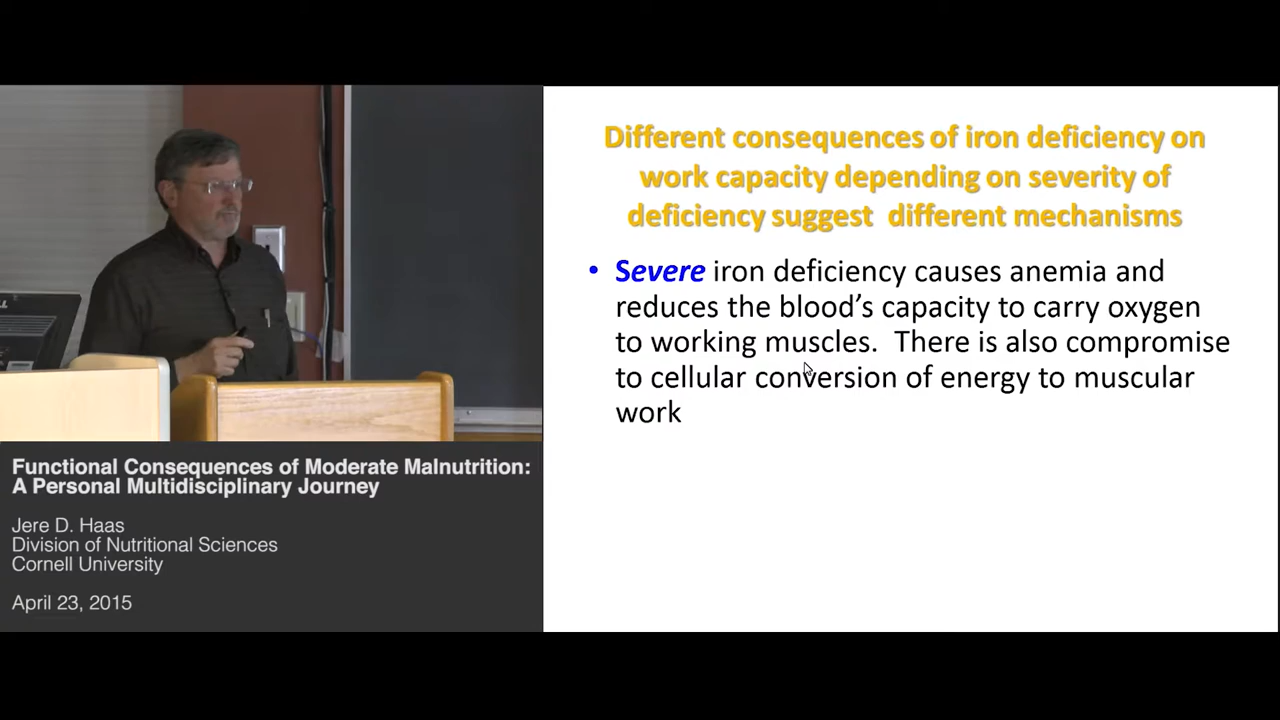 Different consequences of iron deficiency on
work capacity depending on severity of
deficiency suggest different mechanisms
• Severe iron deficiency causes anemia and
reduces the blood's capacity to carry oxygen
to working muscles. There is also compromise
to cellular conversion of energy to muscular
work
Functional Consequences of Moderate Malnutrition:
A Personal Multidisciplinary Journey
Jere D. Haas
Division of Nutritional Sciences
Cornell University
April 23, 2015